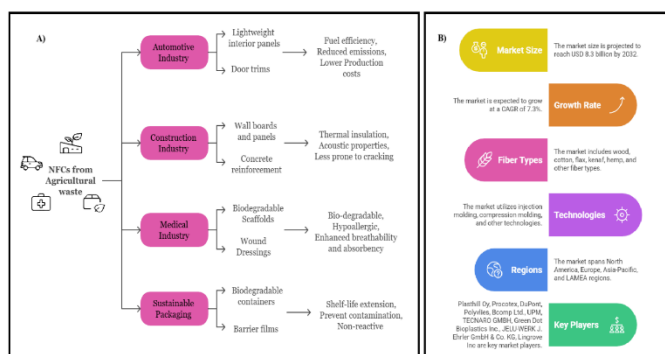 A)
NFCs from
Agricultural
waste
Automotive
Industry
Lightweight
interior panels
Door trims
Fuel efficiency,
Reduced emissions,
Lower Production
costs
Construction
Industry
Wall boards
and panels
Concrete
reinforcement
Thermal insulation,
Acoustic properties,
Less prone to cracking
Medical
Industry
Biodegradable
Scaffolds
Wound
Dressings
Bio-degradable,
Hypoallergic,
Enhanced breathability
and absorbency
Sustainable
Packaging
Biodegradable
containers
Barrier films
Shelf-life extension,
Prevent contamination,
Non-reactive
B)
Market Size
The market size is projected to
reach USD 8.3 billion by 2032.
The market is expected to grow
at a CAGR of 7.3%.
Growth Rate
Fiber Types
The market includes wood,
cotton, flax, kenaf, hemp, and
other fiber types.
The market utilizes injection
molding, compression molding,
and other technologies.
Technologies
Regions
The market spans North
America, Europe, Asia-Pacific,
and LAMEA regions.
Plasthill Oy, Procotex, DuPont,
Polyvlies, Bcomp Ltd., UPM,
TECNARO GMBH, Green Dot
Bioplastics Inc., JELU-WERK J.
Ehrler GmbH & Co. KG, Lingrove
Inc are key market players.
Key Players